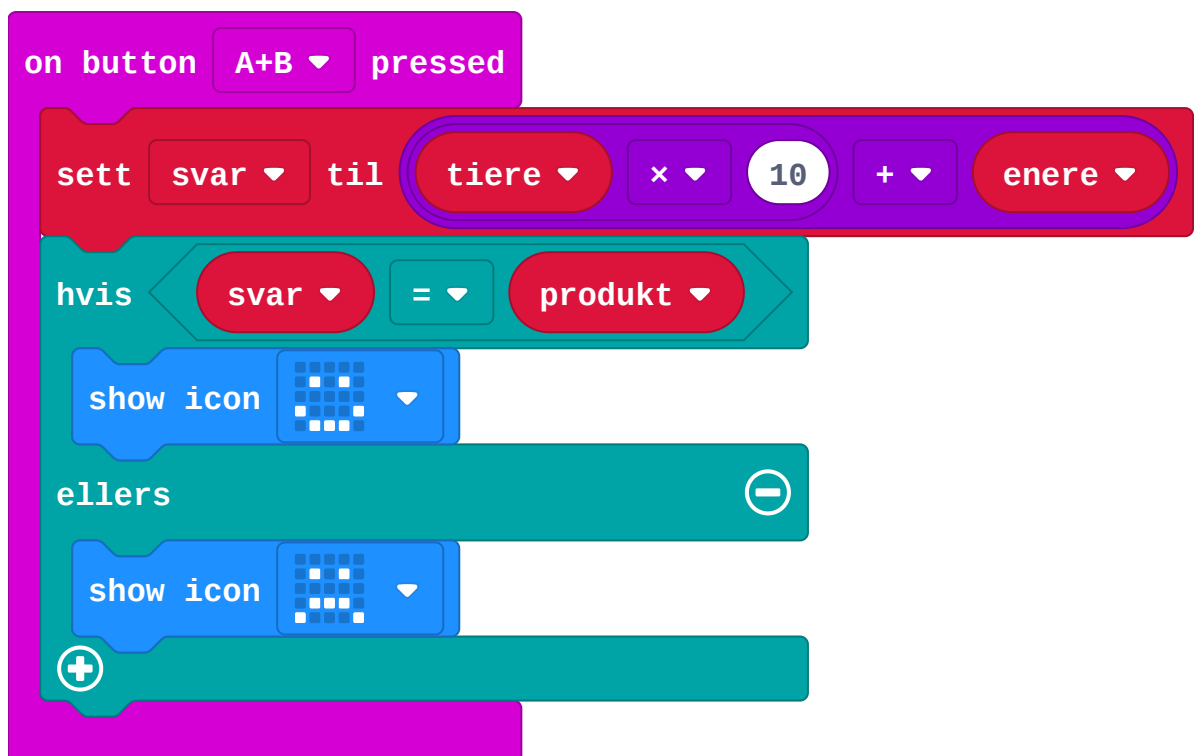 on button A+B pressed
sett svar til tiere × 10 + enere
hvis svar = produkt
show icon
ellers
show icon